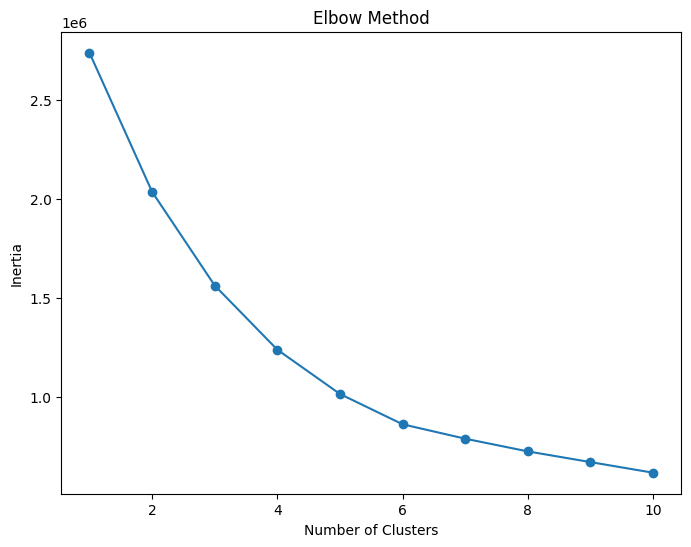 Elbow Method
1e6
2.5
2.0
1.5
1.0
Inertia
2 4 6 8 10
Number of Clusters